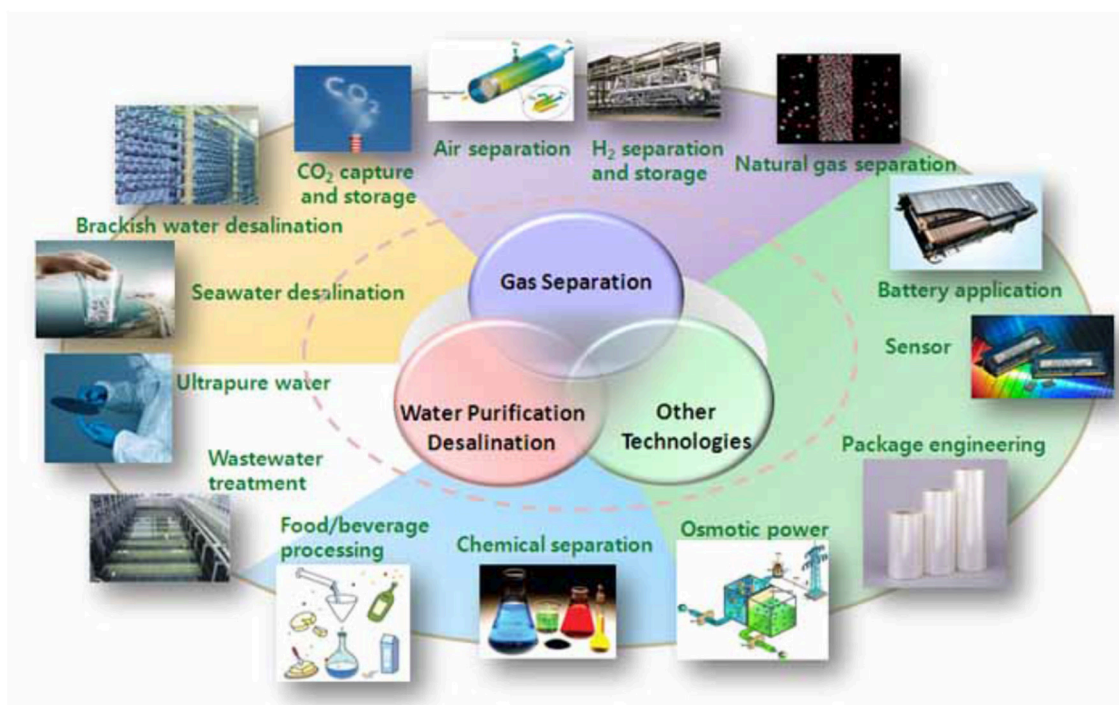 Air separation
H₂ separation
and storage
CO₂
CO₂ capture
and storage
Natural gas separation
Brackish water desalination
Gas Separation
Seawater desalination
Battery application
Sensor
Ultrapure water
Water Purification
Desalination
Other
Technologies
Package engineering
Wastewater
treatment
Food/beverage
processing
Chemical separation
Osmotic power